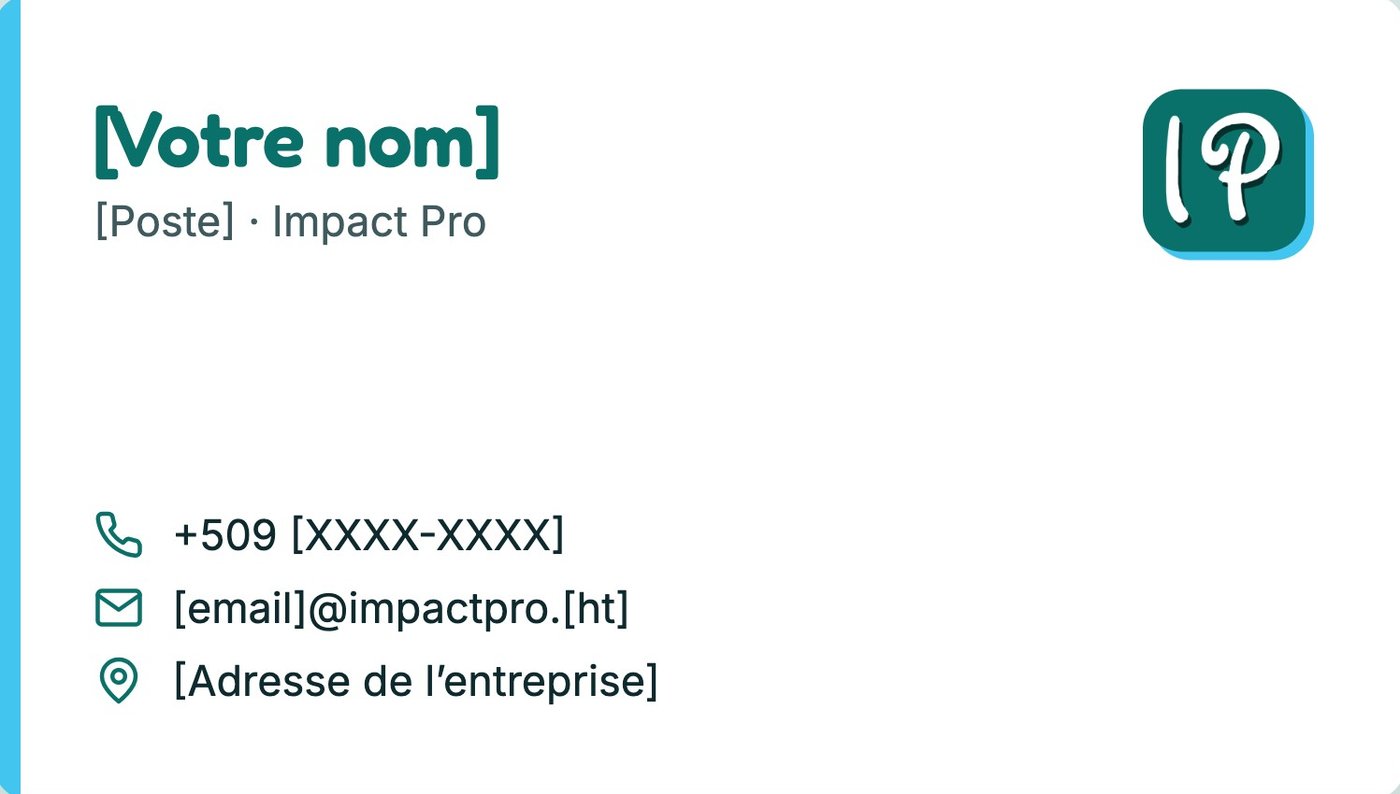 [Votre nom]
[Poste] · Impact Pro
IP
+509 [XXXX-XXXX]
[email]@impactpro.[ht]
[Adresse de l’entreprise]